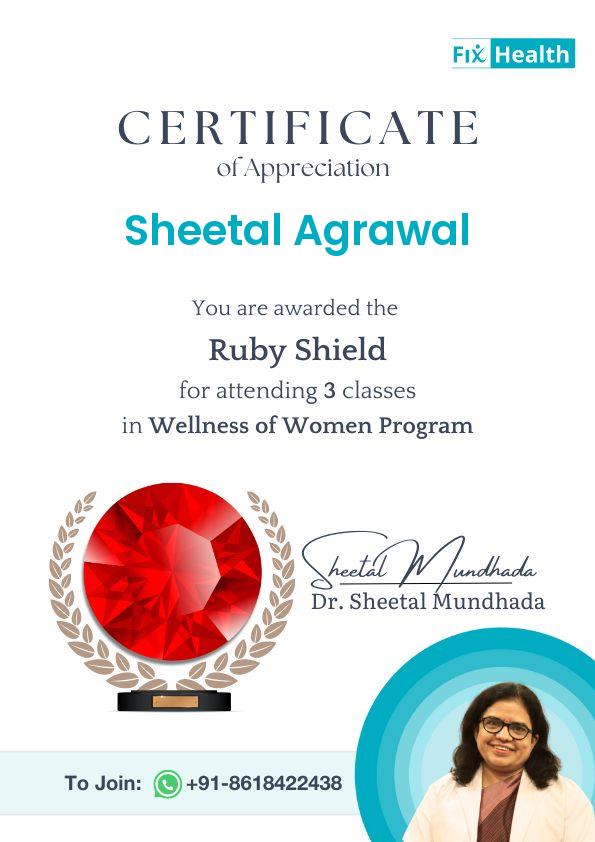 Fix Health
CERTIFICATE
of Appreciation
Sheetal Agrawal
You are awarded the
Ruby Shield
for attending 3 classes
in Wellness of Women Program
Sheetal Mundhada
Dr. Sheetal Mundhada
To Join: +91-8618422438